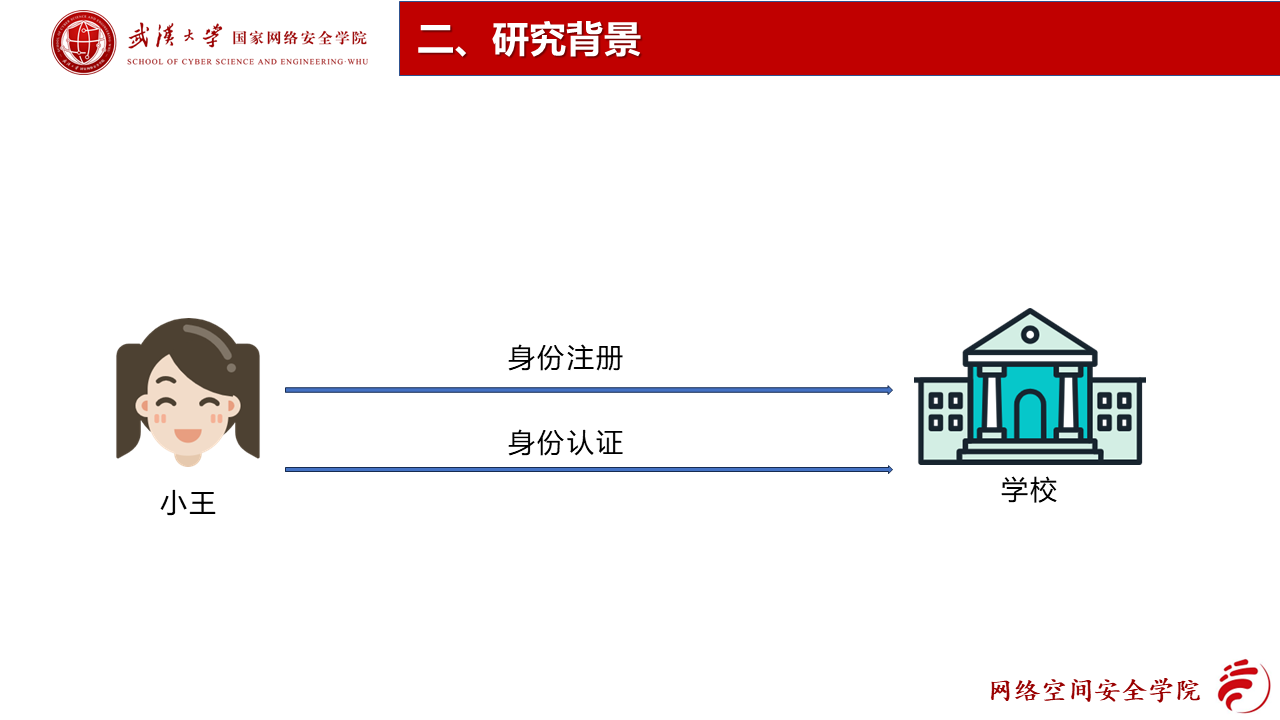 武汉大学 国家网络安全学院
SCHOOL OF CYBER SCIENCE AND ENGINEERING·WHU
二、研究背景
身份注册
身份认证
小王
学校
网络空间安全学院